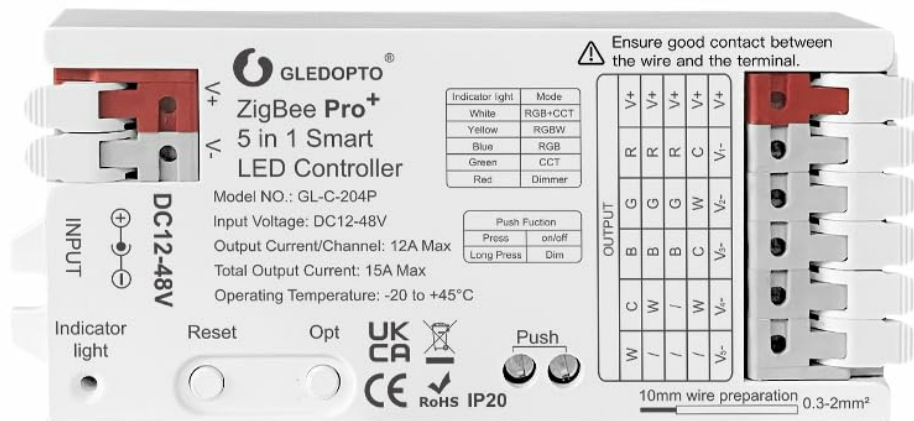 GLEDOPTO®
ZigBee Pro+
5 in 1 Smart
LED Controller
Model NO.: GL-C-204P
Input Voltage: DC12-48V
Output Current/Channel: 12A Max
Total Output Current: 15A Max
Operating Temperature: -20 to +45°C
V+
V-
DC12-48V
INPUT
Indicator
light
Reset
Opt
UK
CA
CE
RoHS
IP20
Indicator light Mode
White RGB+CCT
Yellow RGBW
Blue RGB
Green CCT
Red Dimmer
Push Fuction
Press on/off
Long Press Dim
Push
Ensure good contact between
the wire and the terminal.
OUTPUT
V+ V+ V+ V+ V+
R R R C V1-
G G G W V2-
B B B C V3-
C W / W V4-
W / / / V5-
10mm wire preparation
0.3-2mm²